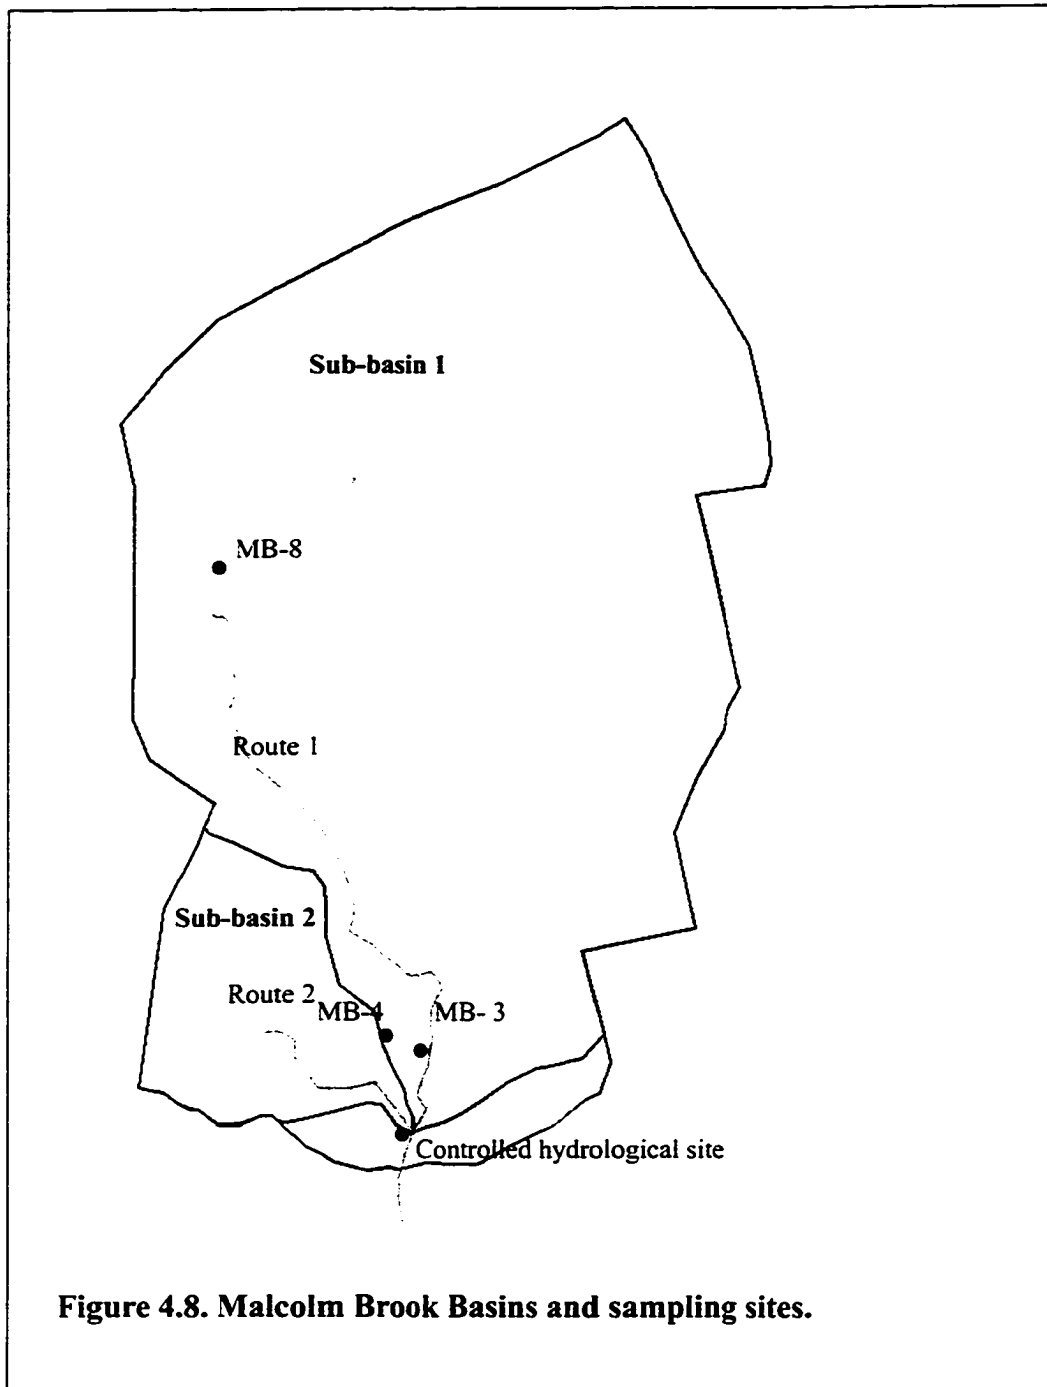 Sub-basin 1
MB-8
Route 1
Sub-basin 2
Route 2
MB-4
MB- 3
Controlled hydrological site
Figure 4.8. Malcolm Brook Basins and sampling sites.